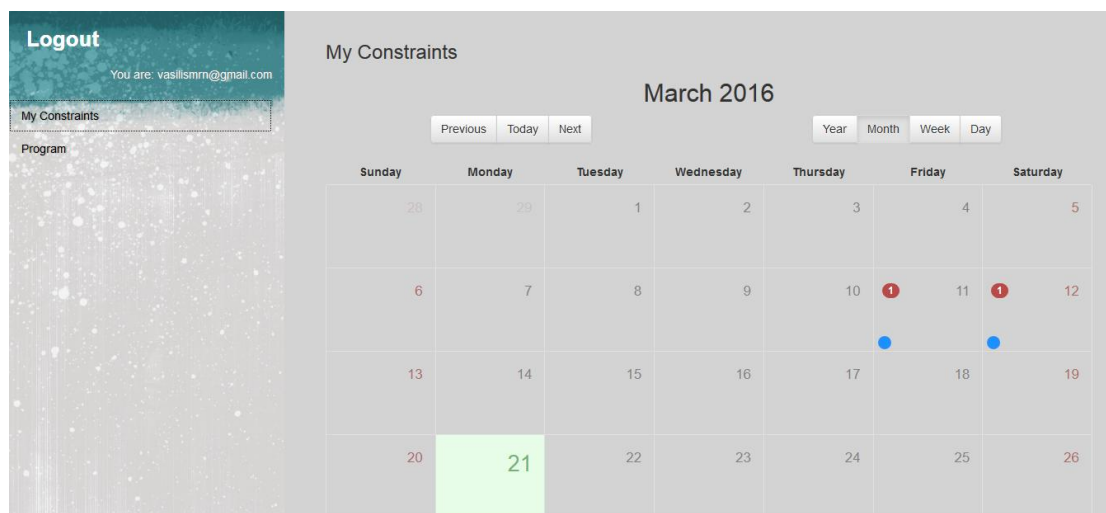 Logout
You are: vasilismrn@gmail.com
My Constraints
Program
My Constraints
March 2016
Previous Today Next
Year Month Week Day
Sunday Monday Tuesday Wednesday Thursday Friday Saturday
28 29 1 2 3 4 5
6 7 8 9 10 1 11 1 12
13 14 15 16 17 18 19
20 21 22 23 24 25 26